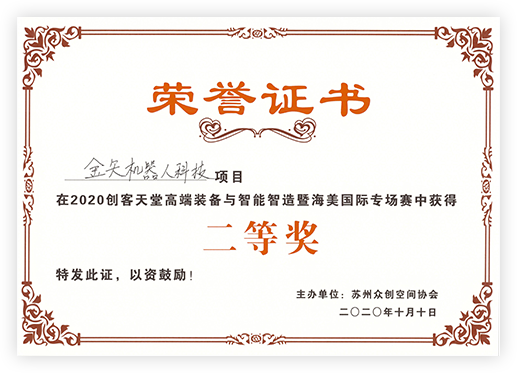 荣誉证书
金矢机器人科技项目
在2020创客天堂高端装备与智能智造暨海美国际专场赛中获得
二等奖
特发此证，以资鼓励！
主办单位：苏州众创空间协会
二〇二〇年十月十日